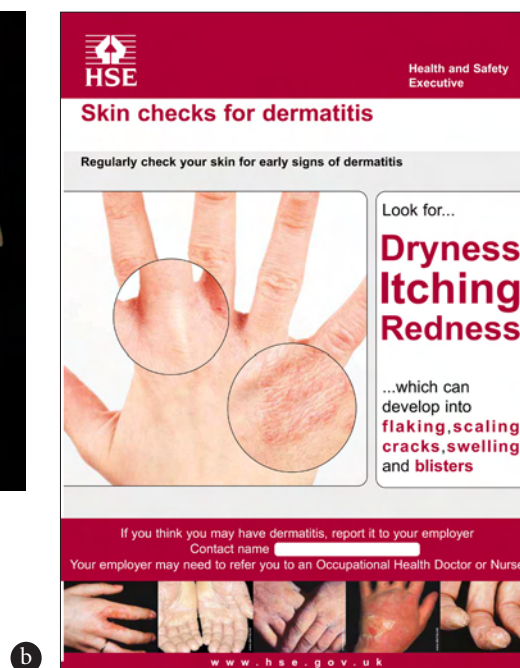 HSE
Health and Safety
Executive
Skin checks for dermatitis
Regularly check your skin for early signs of dermatitis
Look for...
Dryness
Itching
Redness
...which can
develop into
flaking,scaling
cracks,swelling
and blisters
If you think you may have dermatitis, report it to your employer
Contact name
Your employer may need to refer you to an Occupational Health Doctor or Nurse
www.hse.gov.uk
b